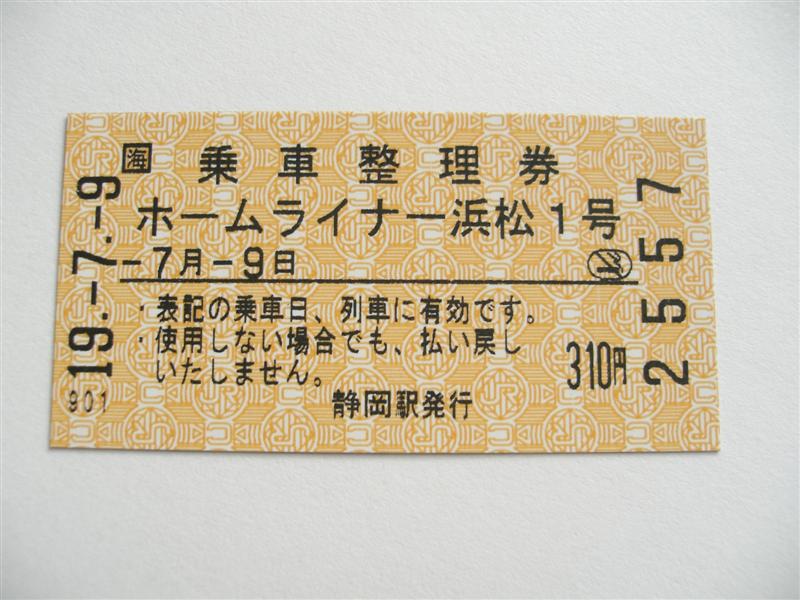 海 乗車整理券
ホームライナー浜松1号
-7月-9日
・表記の乗車日、列車に有効です。
・使用しない場合でも、払い戻し
いたしません。
310円
静岡駅発行
19.-7.-9
901
2557